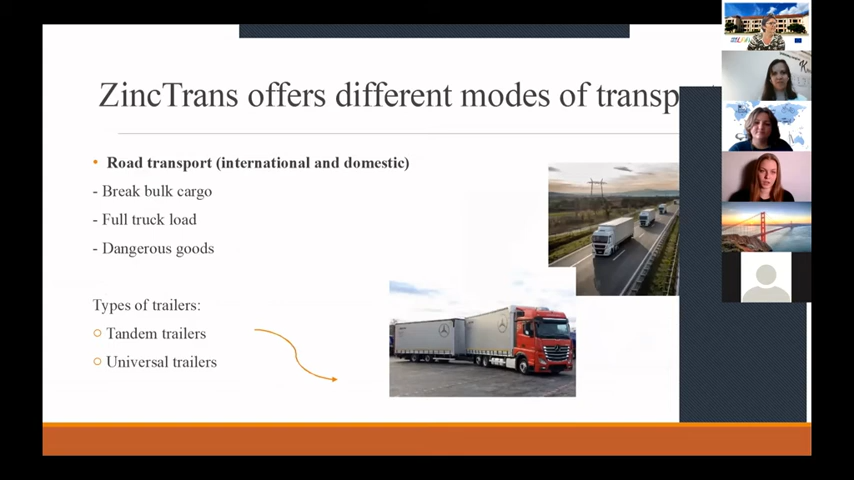 ZincTrans offers different modes of transp
• Road transport (international and domestic)
- Break bulk cargo
- Full truck load
- Dangerous goods
Types of trailers:
○ Tandem trailers
○ Universal trailers